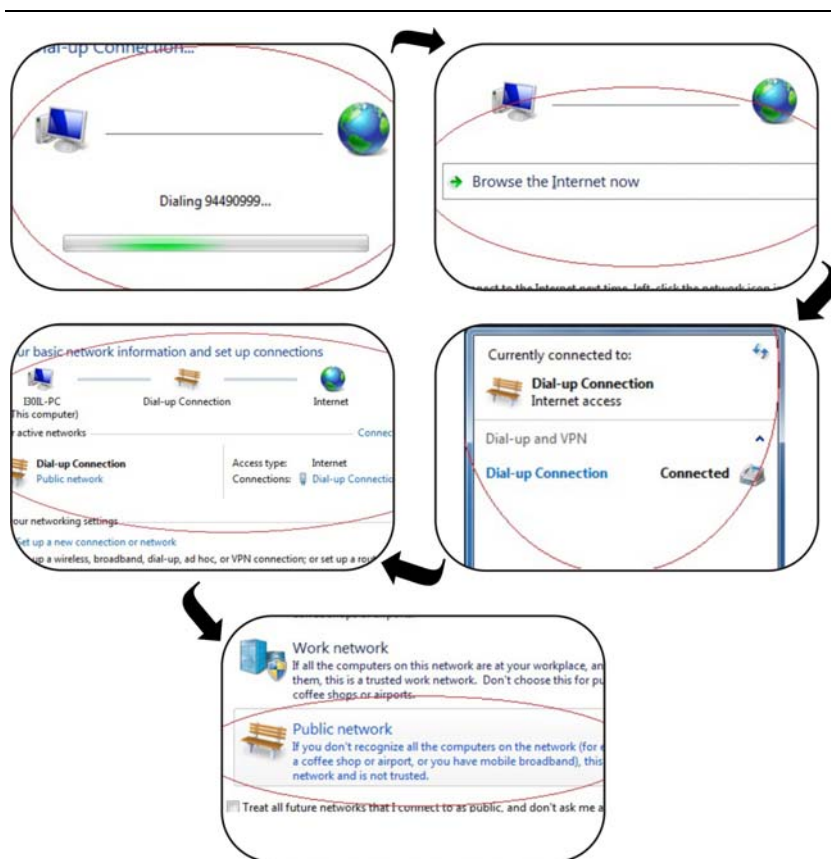 Dial-up Connection...
Dialing 94490999...
Browse the Internet now
connect to the Internet next time, left-click the network icon
Currently connected to:
Dial-up Connection
Internet access
Dial-up and VPN
Dial-up Connection Connected
ur basic network information and set up connections
Dial-up Connection Internet
This computer)
active networks Connec
Dial-up Connection Access type: Internet
Public network Connections: Dial-up Connectio
our networking settings
Set up a new connection or network
up a wireless, broadband, dial-up, ad hoc, or VPN connection; or set up a rou
Work network
If all the computers on this network are at your workplace, an
them, this is a trusted work network. Don't choose this for pu
coffee shops or airports.
Public network
If you don't recognize all the computers on the network (for e
a coffee shop or airport, or you have mobile broadband), this
network and is not trusted.
Treat all future networks that I connect to as public, and don't ask me a